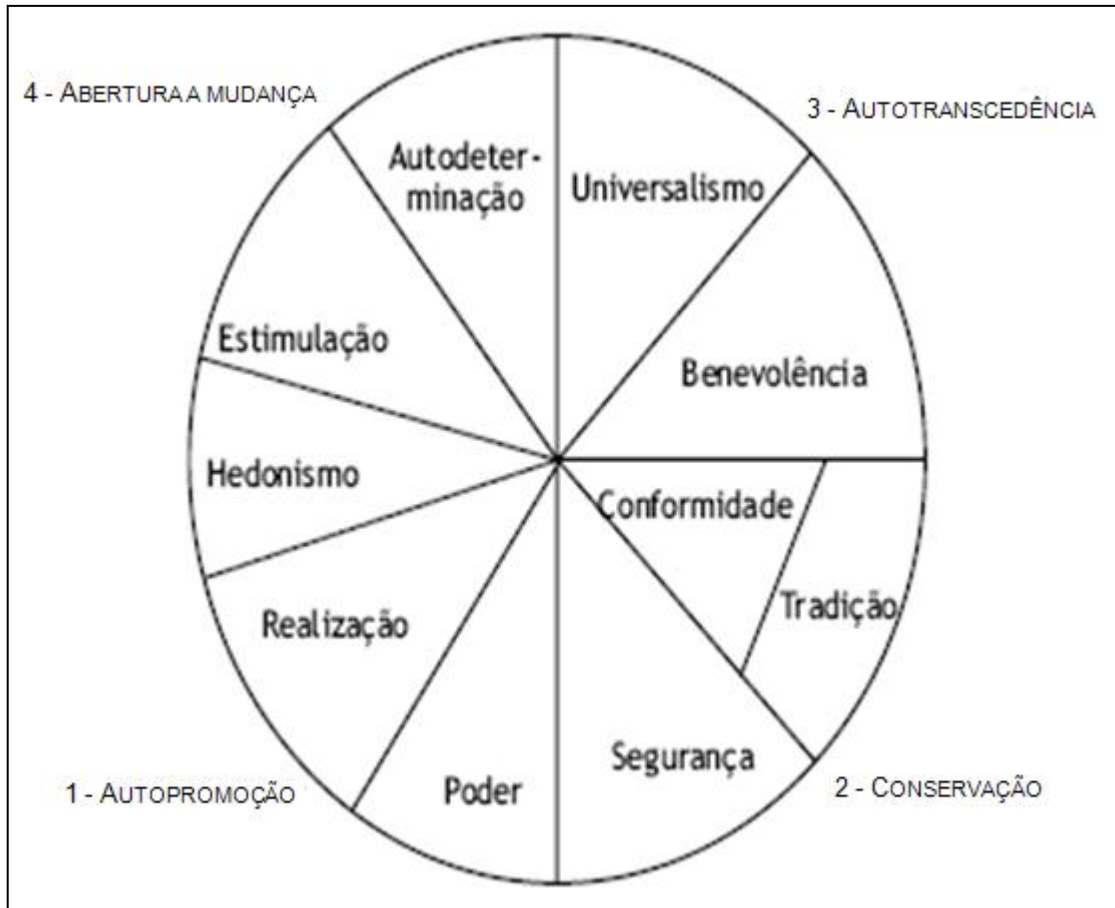 4 - ABERTURA A MUDANÇA
3 - AUTOTRANSCEDÊNCIA
Autodeter-
minação
Universalismo
Estimulação
Benevolência
Hedonismo
Conformidade
Tradição
Realização
Segurança
Poder
1 - AUTOPROMOÇÃO
2 - CONSERVAÇÃO